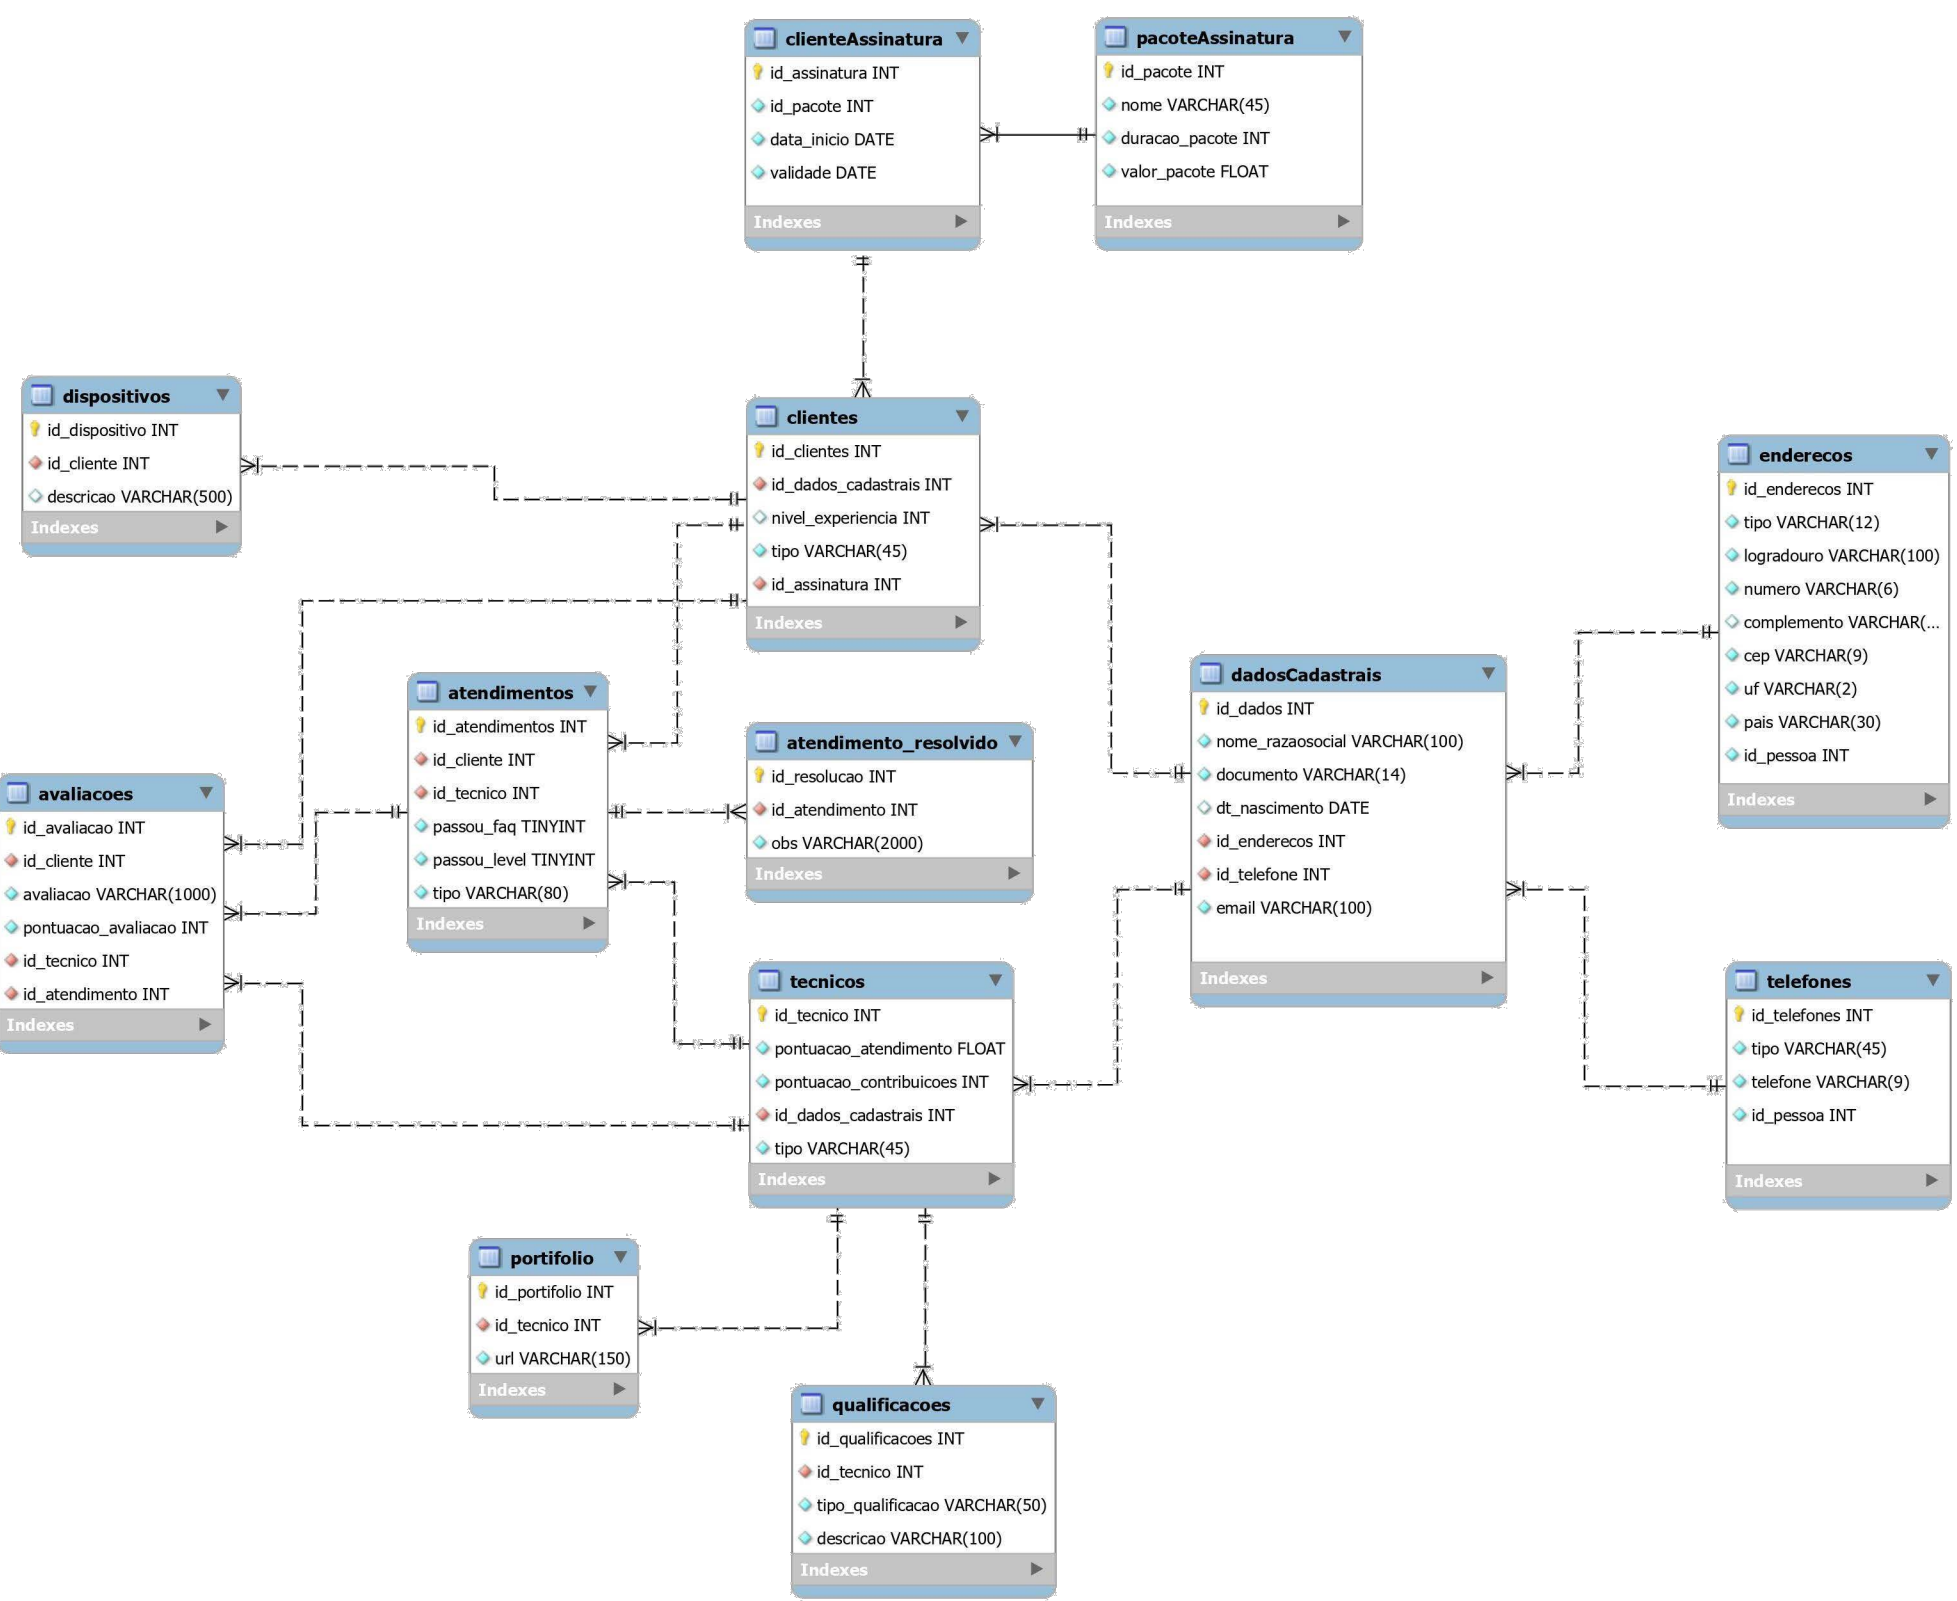 clienteAssinatura
id_assinatura INT
id_pacote INT
data_inicio DATE
validade DATE
Indexes
pacoteAssinatura
id_pacote INT
nome VARCHAR(45)
duracao_pacote INT
valor_pacote FLOAT
Indexes
dispositivos
id_dispositivo INT
id_cliente INT
descricao VARCHAR(500)
Indexes
clientes
id_clientes INT
id_dados_cadastrais INT
nivel_experiencia INT
tipo VARCHAR(45)
id_assinatura INT
Indexes
enderecos
id_enderecos INT
tipo VARCHAR(12)
logradouro VARCHAR(100)
numero VARCHAR(6)
complemento VARCHAR(...
cep VARCHAR(9)
uf VARCHAR(2)
pais VARCHAR(30)
id_pessoa INT
Indexes
atendimentos
id_atendimentos INT
id_cliente INT
id_tecnico INT
passou_faq TINYINT
passou_level TINYINT
tipo VARCHAR(80)
Indexes
atendimento_resolvido
id_resolucao INT
id_atendimento INT
obs VARCHAR(2000)
Indexes
dadosCadastrais
id_dados INT
nome_razaosocial VARCHAR(100)
documento VARCHAR(14)
dt_nascimento DATE
id_enderecos INT
id_telefone INT
email VARCHAR(100)
Indexes
avaliacoes
id_avaliacao INT
id_cliente INT
avaliacao VARCHAR(1000)
pontuacao_avaliacao INT
id_tecnico INT
id_atendimento INT
Indexes
tecnicos
id_tecnico INT
pontuacao_atendimento FLOAT
pontuacao_contribuicoes INT
id_dados_cadastrais INT
tipo VARCHAR(45)
Indexes
telefones
id_telefones INT
tipo VARCHAR(45)
telefone VARCHAR(9)
id_pessoa INT
Indexes
portifolio
id_portifolio INT
id_tecnico INT
url VARCHAR(150)
Indexes
qualificacoes
id_qualificacoes INT
id_tecnico INT
tipo_qualificacao VARCHAR(50)
descricao VARCHAR(100)
Indexes